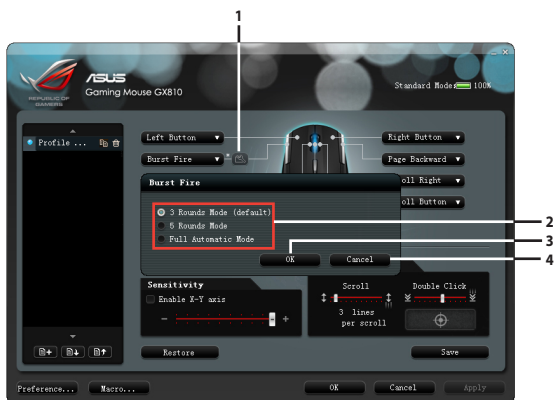 1
REPUBLIC OF
GAMERS
ASUS
Gaming Mouse GX810
Standard Mode 100%
Profile ...
Left Button
Right Button
Burst Fire
Page Backward
oll Right
oll Button
Burst Fire
3 Rounds Mode (default)
5 Rounds Mode
Full Automatic Mode
OK
Cancel
2
3
4
Sensitivity
Enable X-Y axis
- +
Scroll
3 lines
per scroll
Double Click
Restore
Save
Preference...
Macro...
OK
Cancel
Apply